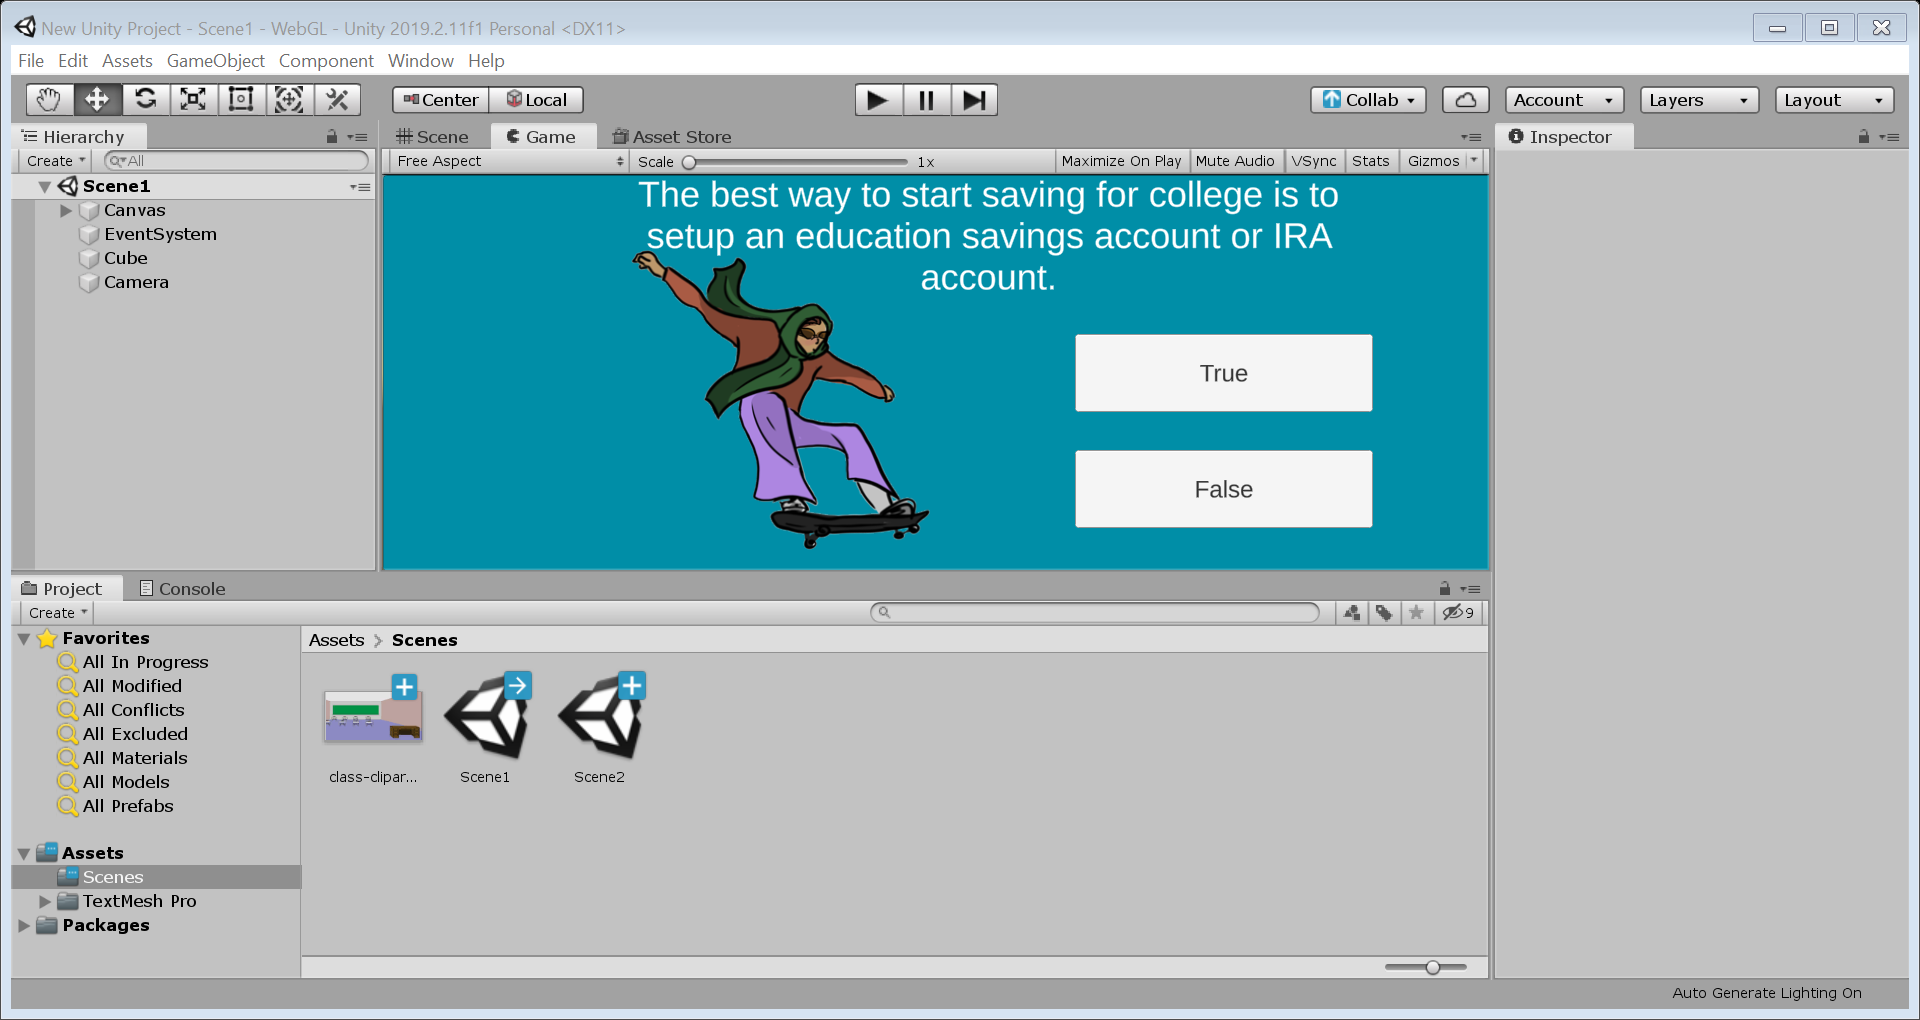 New Unity Project - Scene1 - WebGL - Unity 2019.2.11f1 Personal <DX11>
File Edit Assets GameObject Component Window Help
Center Local Collab Account Layers Layout
Hierarchy
Create All
Scene1
Canvas
EventSystem
Cube
Camera
Scene Game Asset Store
Free Aspect Scale 1x Maximize On Play Mute Audio VSync Stats Gizmos
The best way to start saving for college is to
setup an education savings account or IRA
account.
True
False
Inspector
Project Console
Create 9
Favorites
All In Progress
All Modified
All Conflicts
All Excluded
All Materials
All Models
All Prefabs
Assets
Scenes
TextMesh Pro
Packages
Assets > Scenes
class-clipar...
Scene1
Scene2
Auto Generate Lighting On